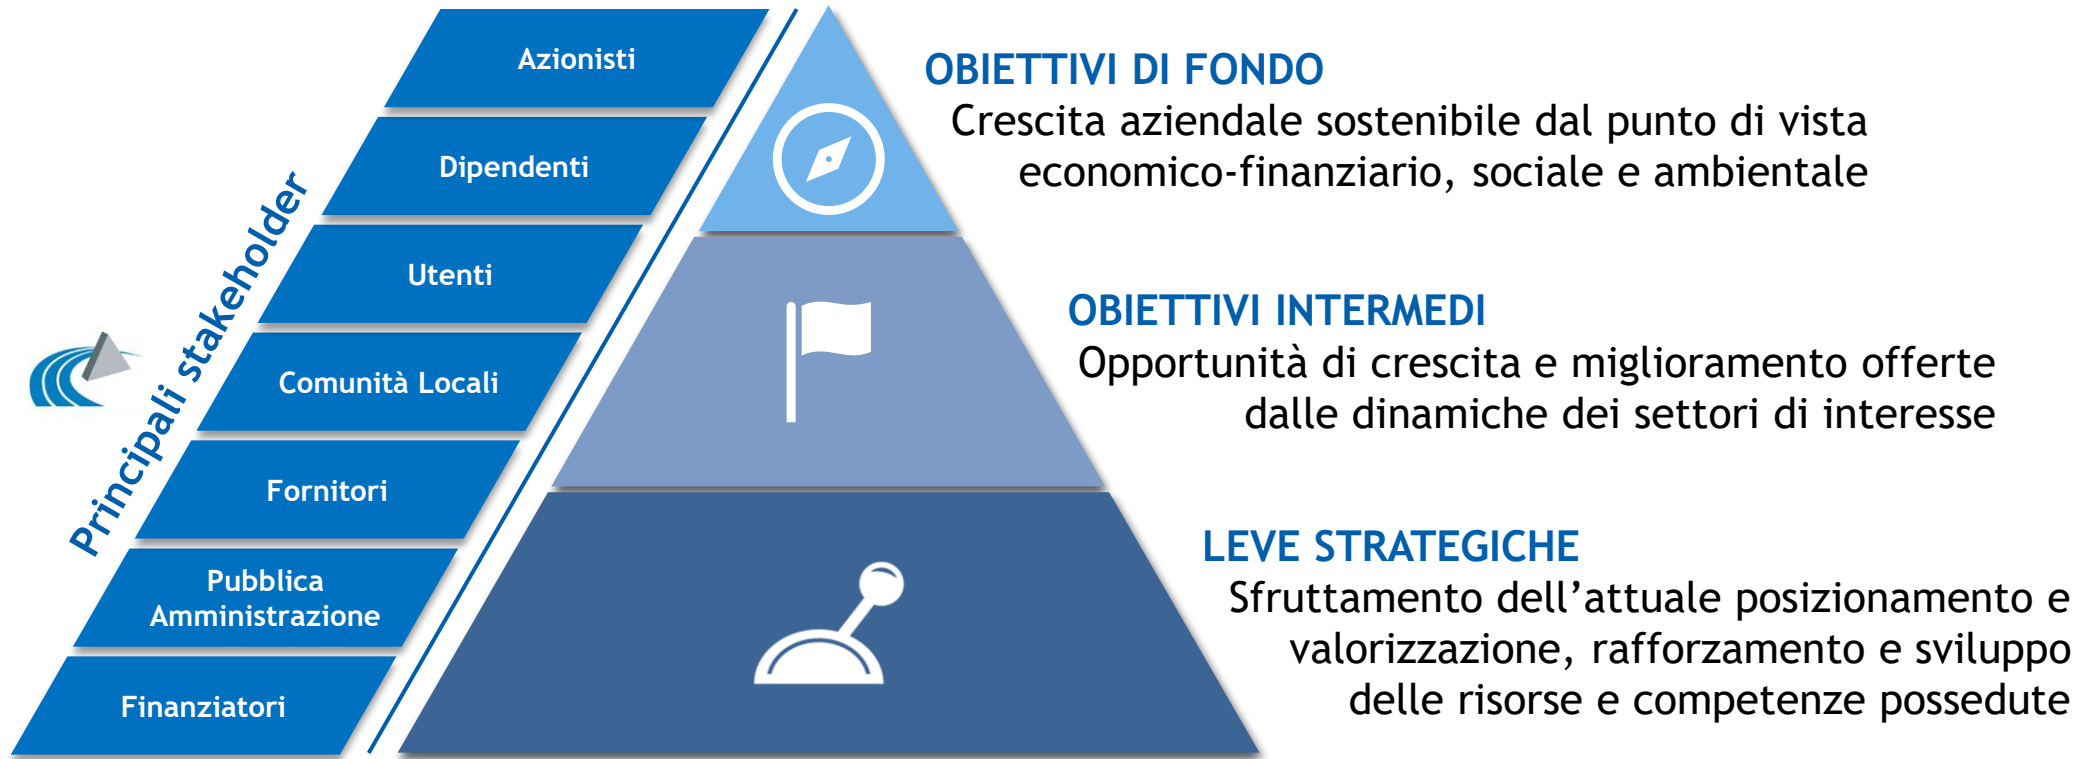 Principali stakeholder
Azionisti
Dipendenti
Utenti
Comunità Locali
Fornitori
Pubblica
Amministrazione
Finanziatori
OBIETTIVI DI FONDO
Crescita aziendale sostenibile dal punto di vista
economico-finanziario, sociale e ambientale
OBIETTIVI INTERMEDI
Opportunità di crescita e miglioramento offerte
dalle dinamiche dei settori di interesse
LEVE STRATEGICHE
Sfruttamento dell’attuale posizionamento e
valorizzazione, rafforzamento e sviluppo
delle risorse e competenze possedute